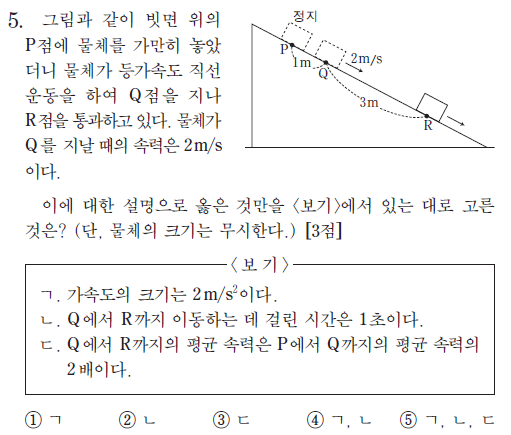 5. 그림과 같이 빗면 위의
P점에 물체를 가만히 놓았
더니 물체가 등가속도 직선
운동을 하여 Q점을 지나
R점을 통과하고 있다. 물체가
Q를 지날 때의 속력은 2m/s
이다.
정지
P
1m
Q
2m/s
3m
R
이에 대한 설명으로 옳은 것만을 <보기>에서 있는 대로 고른
것은? (단, 물체의 크기는 무시한다.) [3점]
<보 기>
ㄱ. 가속도의 크기는 2m/s²이다.
ㄴ. Q에서 R까지 이동하는 데 걸린 시간은 1초이다.
ㄷ. Q에서 R까지의 평균 속력은 P에서 Q까지의 평균 속력의
2배이다.
① ㄱ ② ㄴ ③ ㄷ ④ ㄱ, ㄴ ⑤ ㄱ, ㄴ, ㄷ